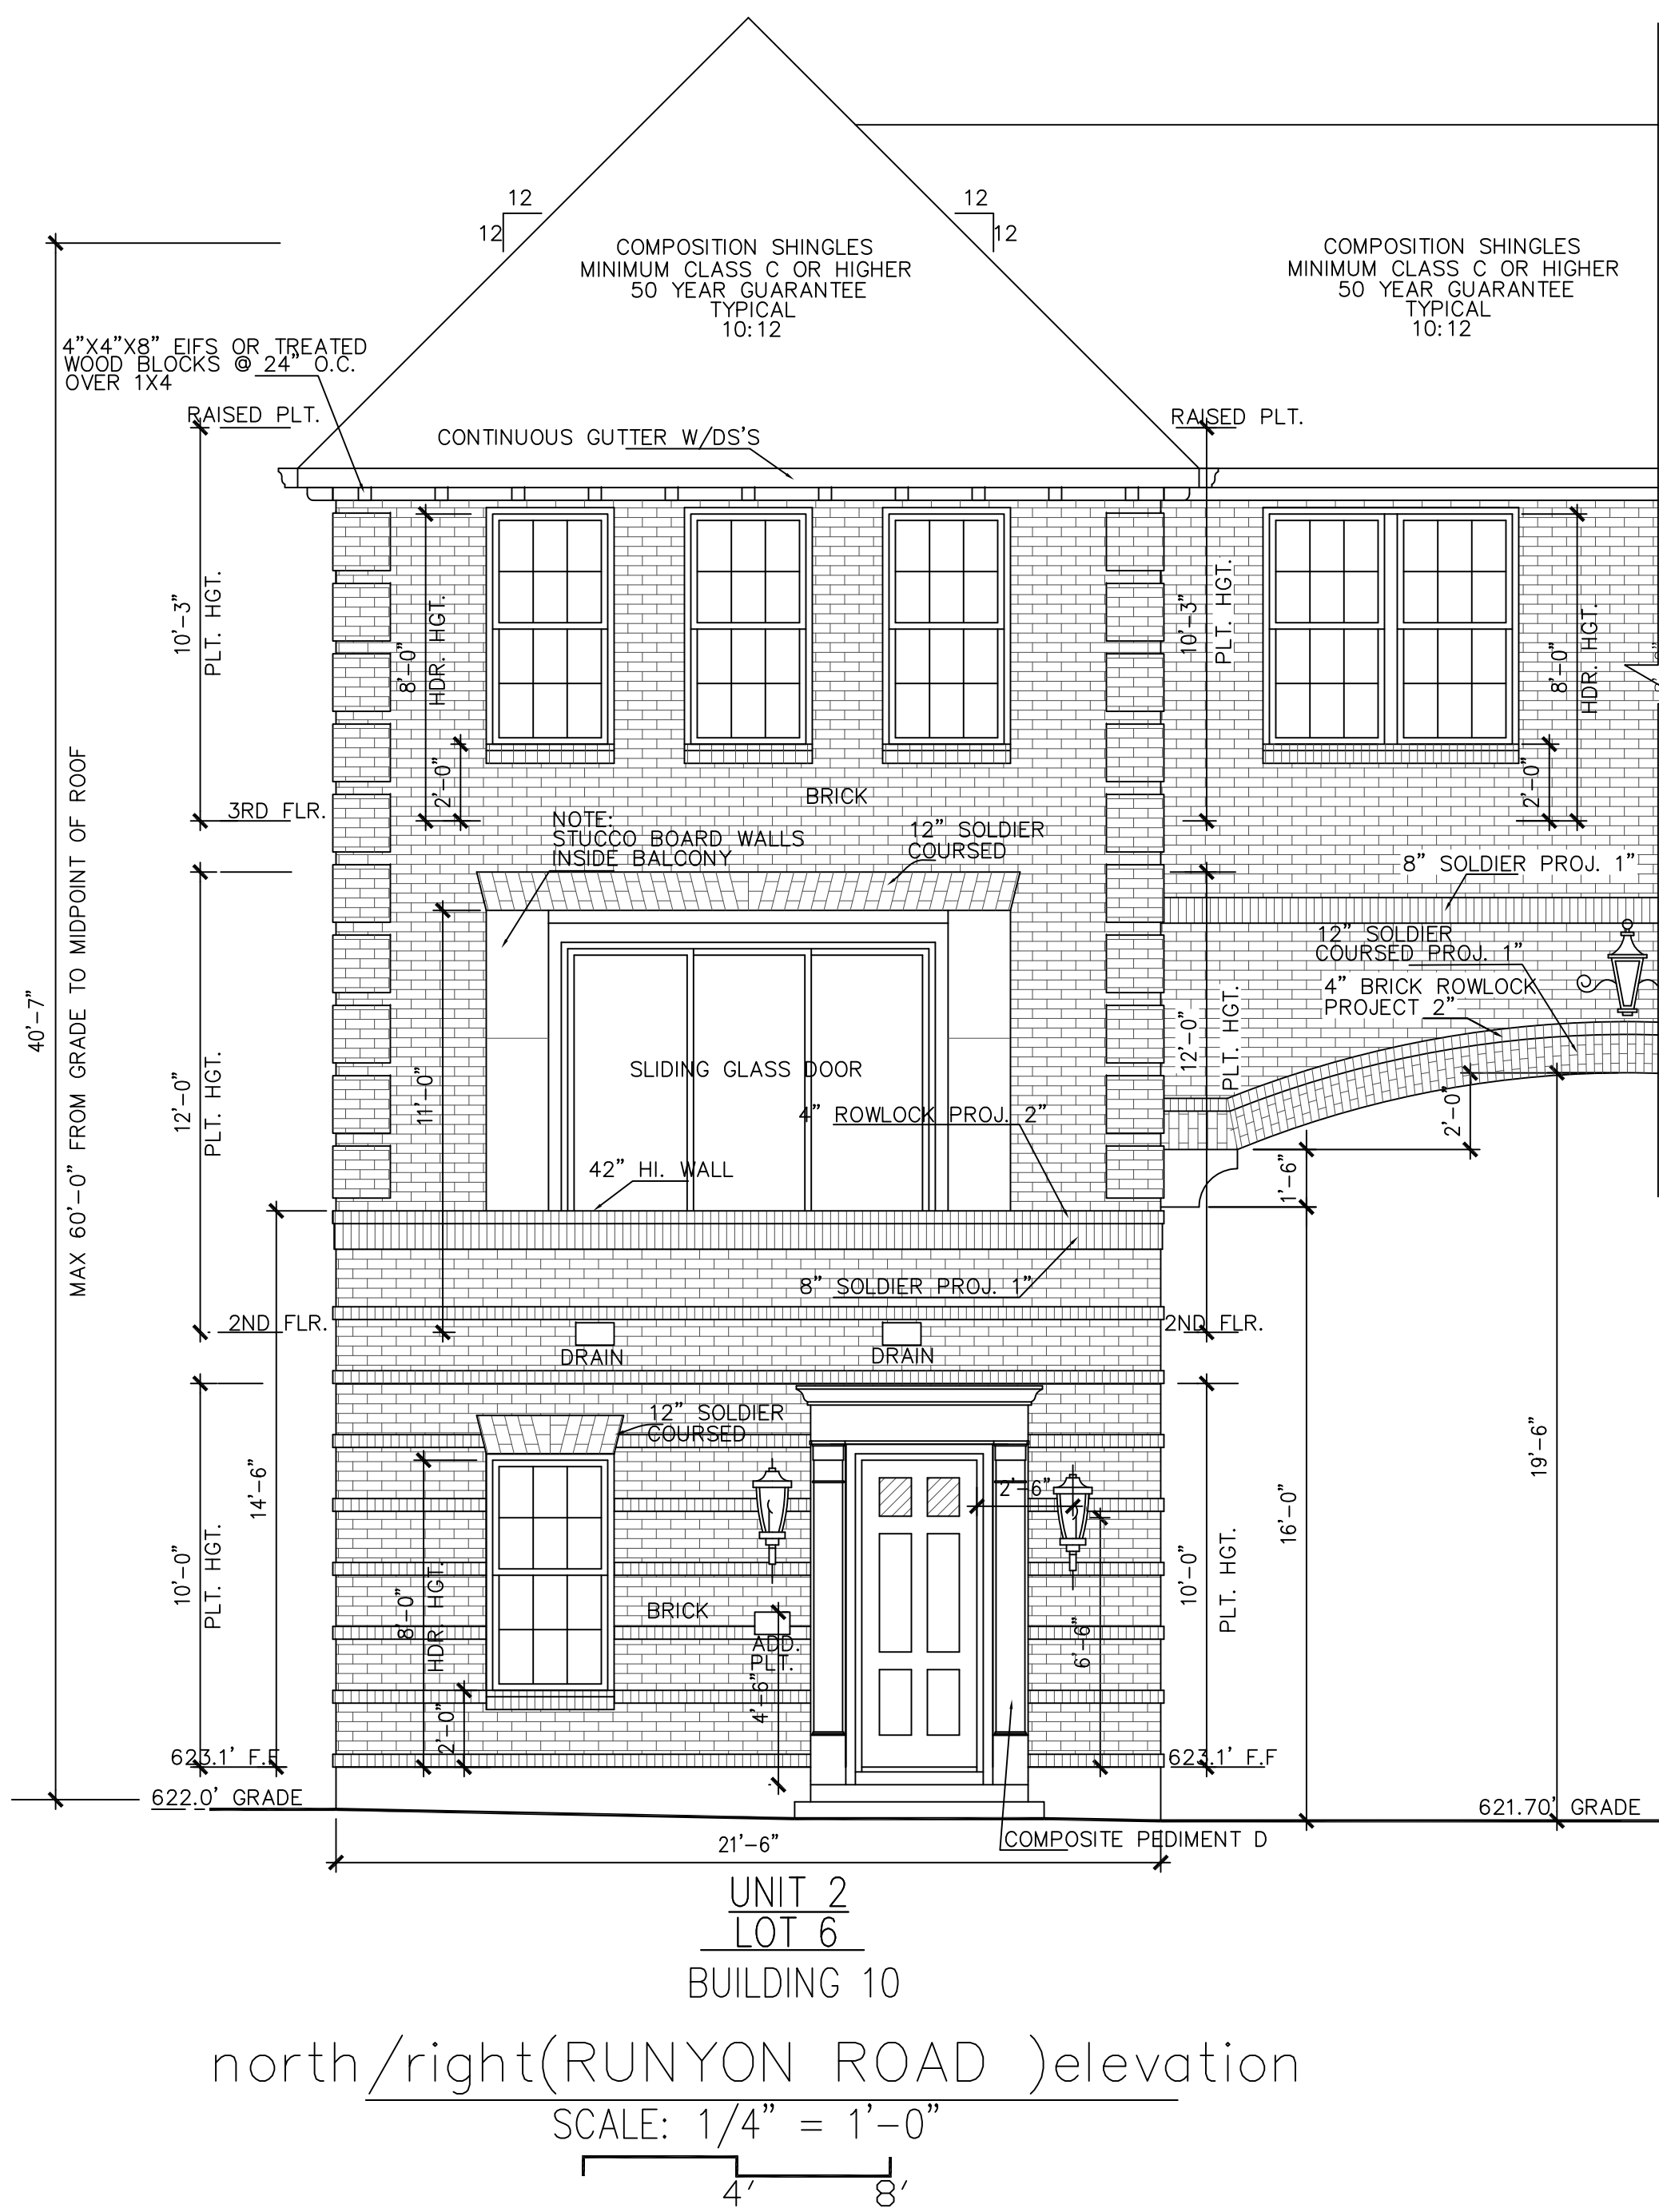 12
12
12
12
COMPOSITION SHINGLES
MINIMUM CLASS C OR HIGHER
50 YEAR GUARANTEE
TYPICAL
10:12
COMPOSITION SHINGLES
MINIMUM CLASS C OR HIGHER
50 YEAR GUARANTEE
TYPICAL
10:12
4"X4"X8" EIFS OR TREATED
WOOD BLOCKS @ 24" O.C.
OVER 1X4
RAISED PLT.
RAISED PLT.
CONTINUOUS GUTTER W/DS'S
10'-3"
PLT. HGT.
8'-0"
HDR. HGT.
2'-0"
10'-3"
PLT. HGT.
8'-0"
HDR. HGT.
2'-0"
BRICK
3RD FLR.
NOTE:
STUCCO BOARD WALLS
INSIDE BALCONY
12" SOLDIER
COURSED
8" SOLDIER PROJ. 1"
12" SOLDIER
COURSED PROJ. 1"
4" BRICK ROWLOCK
PROJECT 2"
40'-7"
MAX 60'-0" FROM GRADE TO MIDPOINT OF ROOF
12'-0"
PLT. HGT.
11'-0"
SLIDING GLASS DOOR
12'-0"
PLT. HGT.
4" ROWLOCK PROJ. 2"
2'-0"
42" HI. WALL
1'-6"
8" SOLDIER PROJ. 1"
2ND FLR.
2ND FLR.
DRAIN
DRAIN
12" SOLDIER
COURSED
14'-6"
2'-6"
16'-0"
19'-6"
10'-0"
PLT. HGT.
8'-0"
HDR. HGT.
BRICK
ADD.
PLT.
4'-6"
6'-6"
10'-0"
PLT. HGT.
2'-0"
623.1' F.F
623.1' F.F
622.0' GRADE
621.70' GRADE
COMPOSITE PEDIMENT D
21'-6"
UNIT 2
LOT 6
BUILDING 10
north/right(RUNYON ROAD )elevation
SCALE: 1/4" = 1'-0"
4'
8'